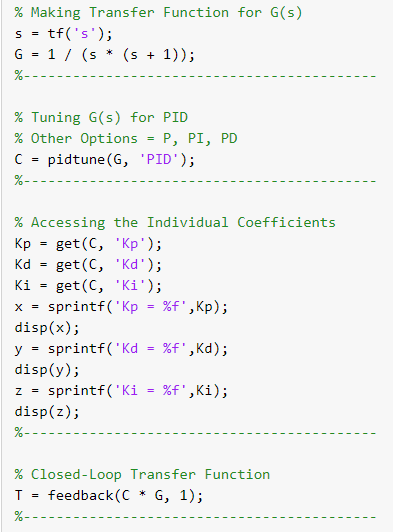 % Making Transfer Function for G(s)
s = tf('s');
G = 1 / (s * (s + 1));
%------------------------------------------
% Tuning G(s) for PID
% Other Options = P, PI, PD
C = pidtune(G, 'PID');
%------------------------------------------
% Accessing the Individual Coefficients
Kp = get(C, 'Kp');
Kd = get(C, 'Kd');
Ki = get(C, 'Ki');
x = sprintf('Kp = %f',Kp);
disp(x);
y = sprintf('Kd = %f',Kd);
disp(y);
z = sprintf('Ki = %f',Ki);
disp(z);
%------------------------------------------
% Closed-Loop Transfer Function
T = feedback(C * G, 1);
%------------------------------------------